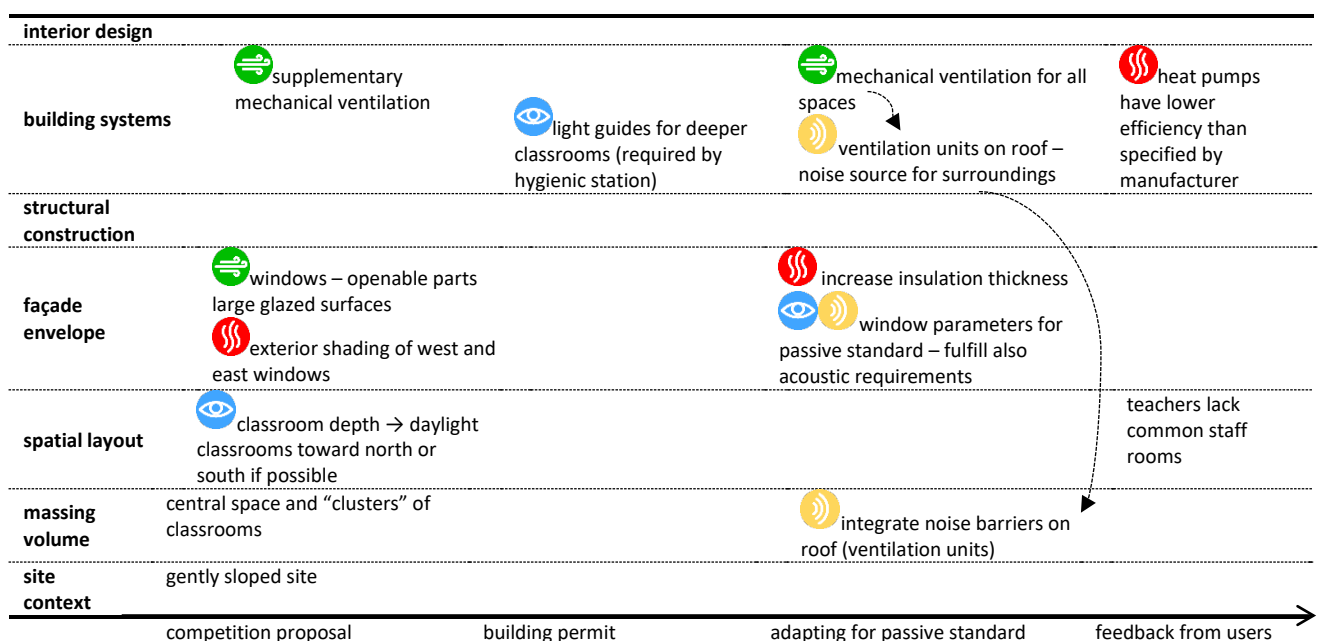 interior design
building systems
supplementary
mechanical ventilation
light guides for deeper
classrooms (required by
hygienic station)
mechanical ventilation for all
spaces
ventilation units on roof –
noise source for surroundings
heat pumps
have lower
efficiency than
specified by
manufacturer
structural
construction
façade
envelope
windows – openable parts
large glazed surfaces
exterior shading of west and
east windows
increase insulation thickness
window parameters for
passive standard – fulfill also
acoustic requirements
spatial layout
classroom depth → daylight
classrooms toward north or
south if possible
teachers lack
common staff
rooms
massing
volume
central space and “clusters” of
classrooms
integrate noise barriers on
roof (ventilation units)
site
context
gently sloped site
competition proposal
building permit
adapting for passive standard
feedback from users